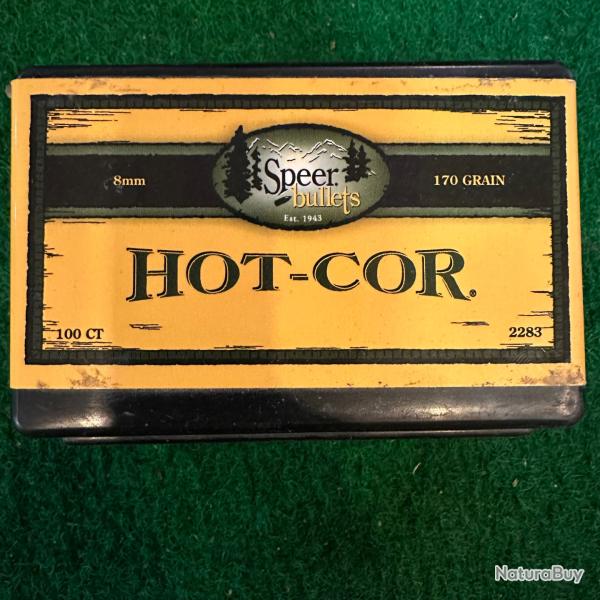 8mm
Speer
bullets
Est. 1943
170 GRAIN
HOT-COR.
100 CT
2283
NaturaBuy